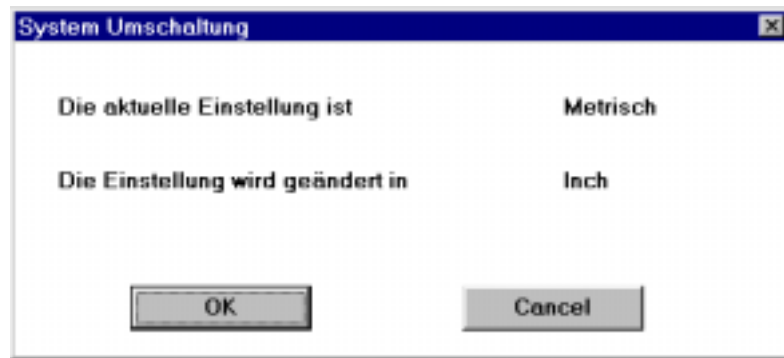 System Umschaltung
Die aktuelle Einstellung ist Metrisch
Die Einstellung wird geändert in Inch
OK Cancel